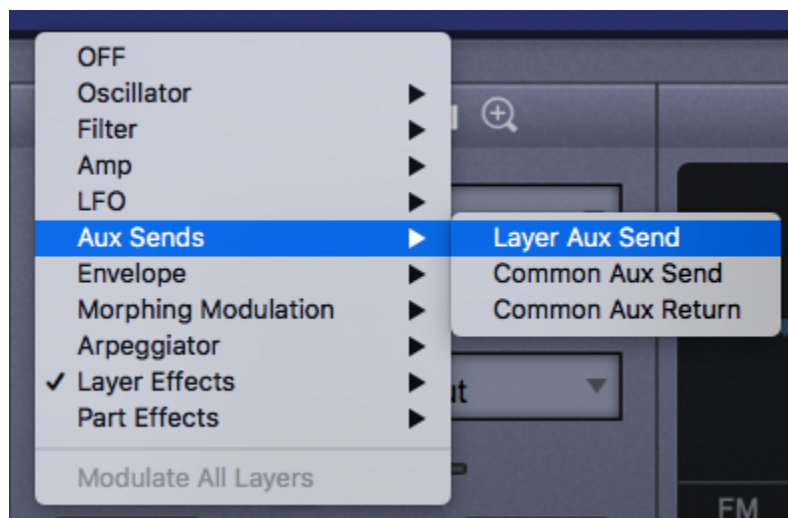 OFF
Oscillator
Filter
Amp
LFO
Aux Sends
Layer Aux Send
Envelope
Common Aux Send
Morphing Modulation
Common Aux Return
Arpeggiator
Layer Effects
Part Effects
Modulate All Layers
FM